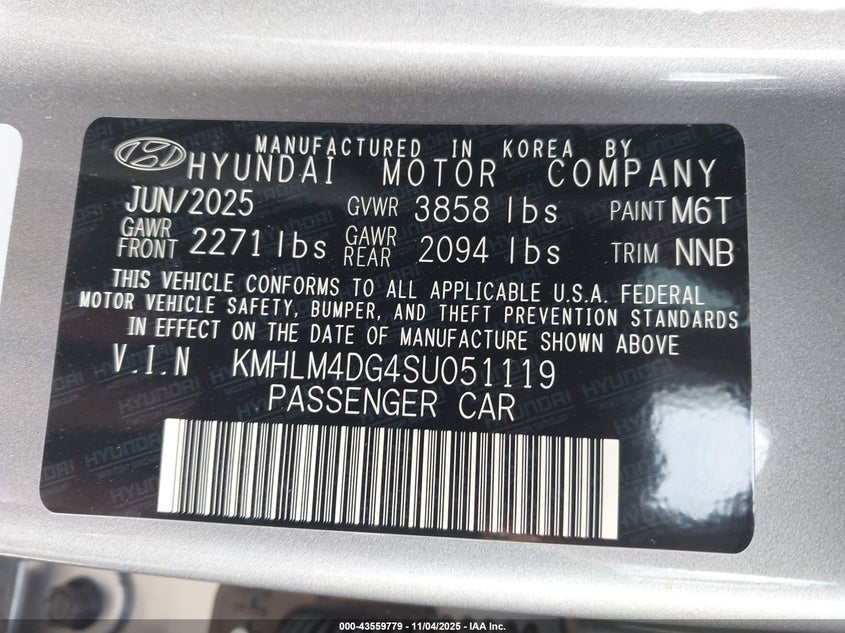 MANUFACTURED IN KOREA BY
HYUNDAI MOTOR COMPANY
JUN/2025 GVWR 3858 lbs PAINT M6T
GAWR FRONT 2271 lbs GAWR REAR 2094 lbs TRIM NNB
THIS VEHICLE CONFORMS TO ALL APPLICABLE U.S.A. FEDERAL
MOTOR VEHICLE SAFETY, BUMPER, AND THEFT PREVENTION STANDARDS
IN EFFECT ON THE DATE OF MANUFACTURE SHOWN ABOVE
V.I.N KMHLM4DG4SU051119
PASSENGER CAR
000-43559779 - 11/04/2025 - IAA Inc.